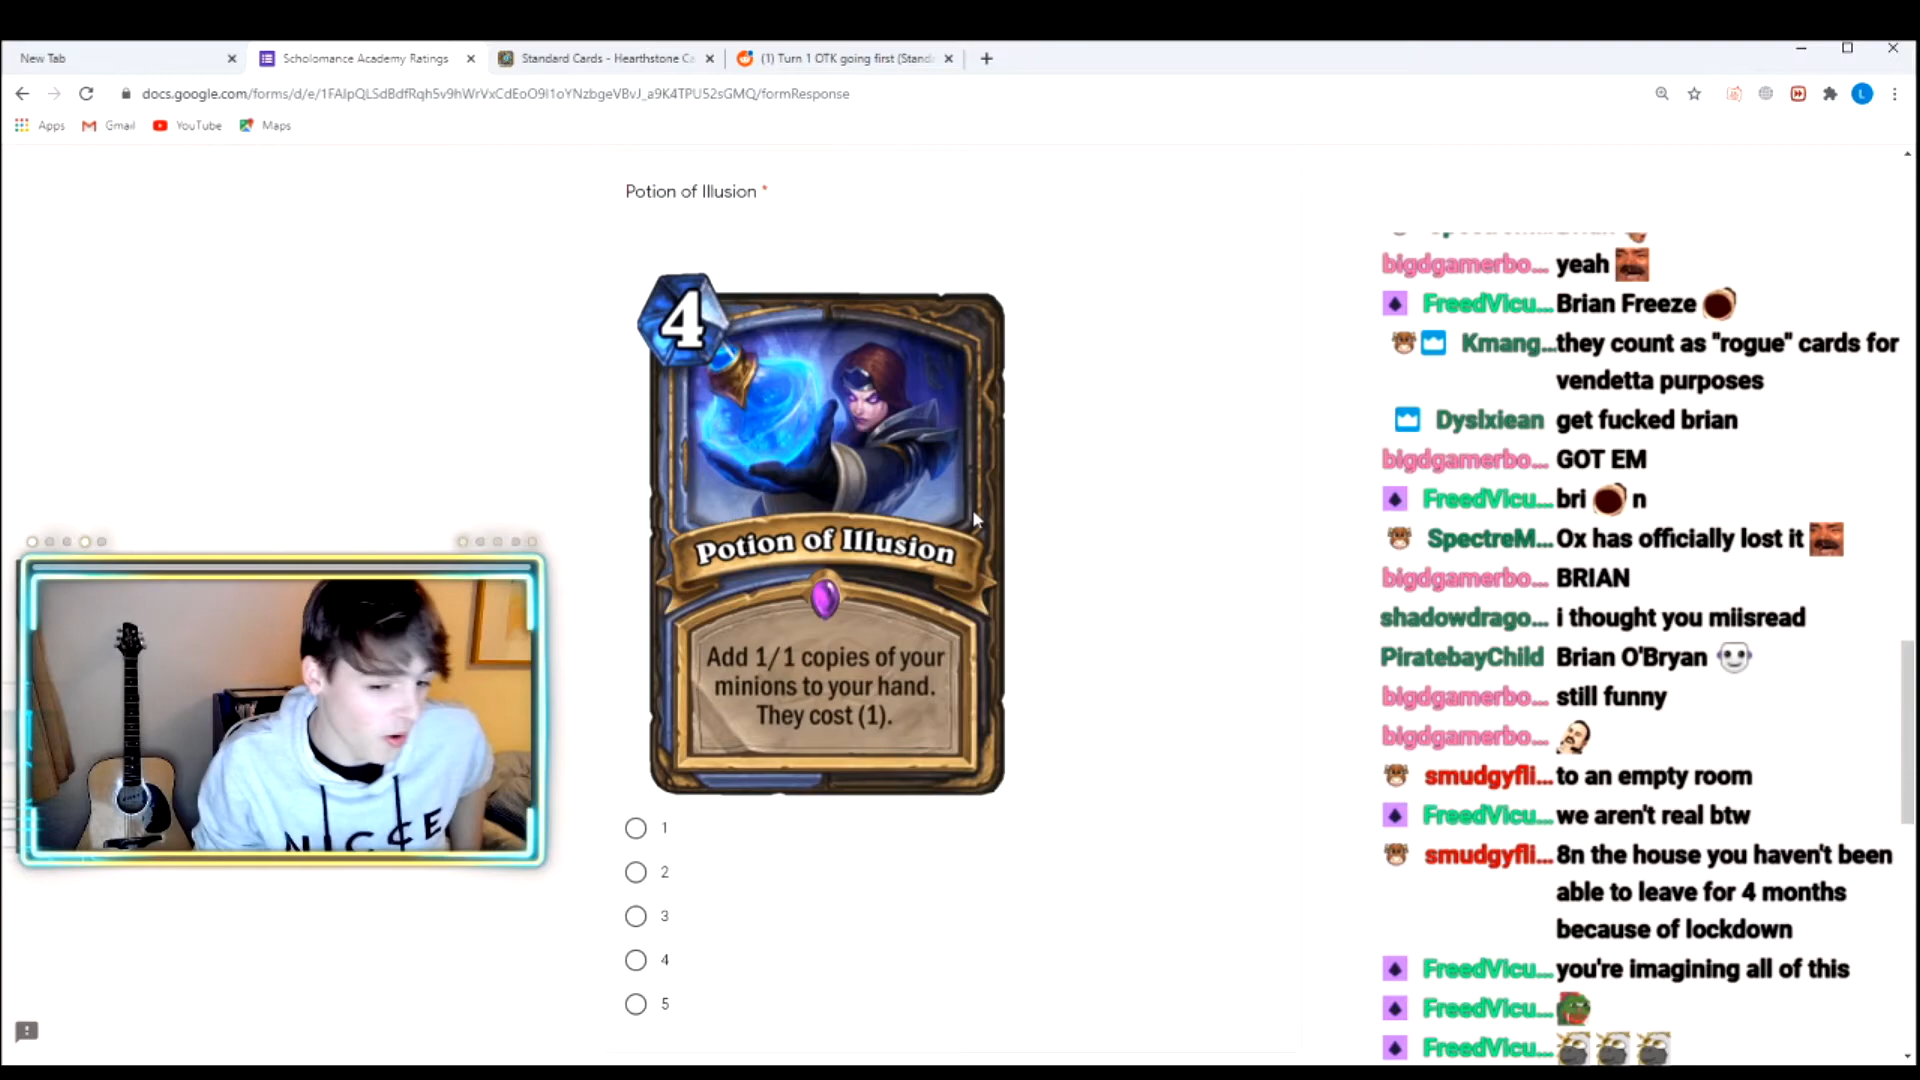 New Tab
Scholomance Academy Ratings
Standard Cards - Hearthstone Ca
(1) Turn 1 OTK going first (Standa
docs.google.com/forms/d/e/1FAIpQLSdBdfRqh5v9hWrVxCdEoO9I1oYNzbgeVBvJ_a9K4TPU52sGMQ/formResponse
L
Apps
Gmail
YouTube
Maps
Potion of Illusion *
4
Potion of Illusion
Add 1/1 copies of your
minions to your hand.
They cost (1).
1
2
3
4
5
NICCE
bigdgamerbo... yeah
FreedVicu... Brian Freeze
Kmang... they count as "rogue" cards for
vendetta purposes
Dyslxiean get fucked brian
bigdgamerbo... GOT EM
FreedVicu... bri n
SpectreM... Ox has officially lost it
bigdgamerbo... BRIAN
shadowdrago... i thought you miisread
PiratebayChild Brian O'Bryan
bigdgamerbo... still funny
bigdgamerbo...
smudgyfli... to an empty room
FreedVicu... we aren't real btw
smudgyfli... 8n the house you haven't been
able to leave for 4 months
because of lockdown
FreedVicu... you're imagining all of this
FreedVicu...
FreedVicu...